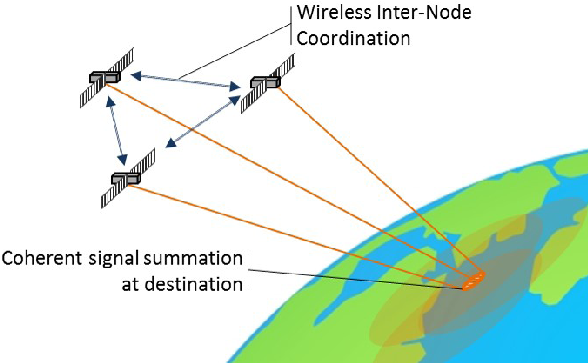 Wireless Inter-Node
Coordination
Coherent signal summation
at destination